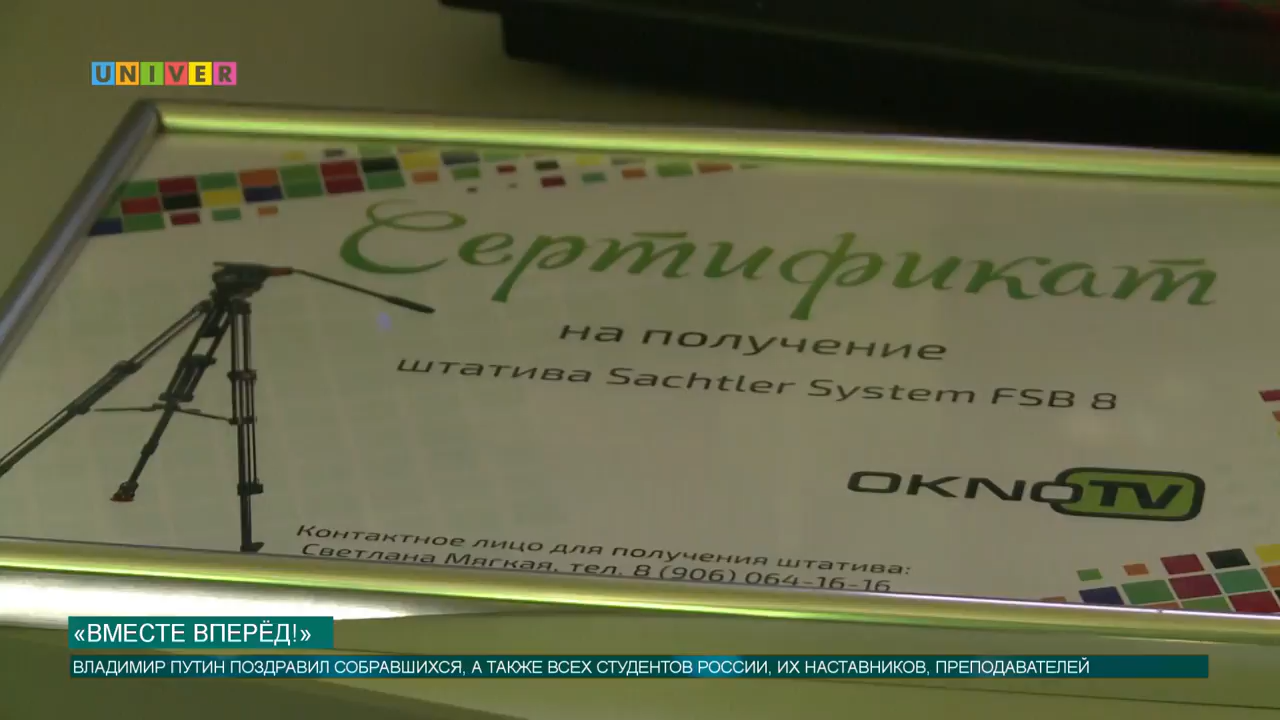 UNIVER
Сертификат
на получение
штатива Sachtler System FSB 8
OKNOTV
Контактное лицо для получения штатива:
Светлана Мягкая, тел. 8 (906) 064-16-16
«ВМЕСТЕ ВПЕРЁД!»
ВЛАДИМИР ПУТИН ПОЗДРАВИЛ СОБРАВШИХСЯ, А ТАКЖЕ ВСЕХ СТУДЕНТОВ РОССИИ, ИХ НАСТАВНИКОВ, ПРЕПОДАВАТЕЛЕЙ